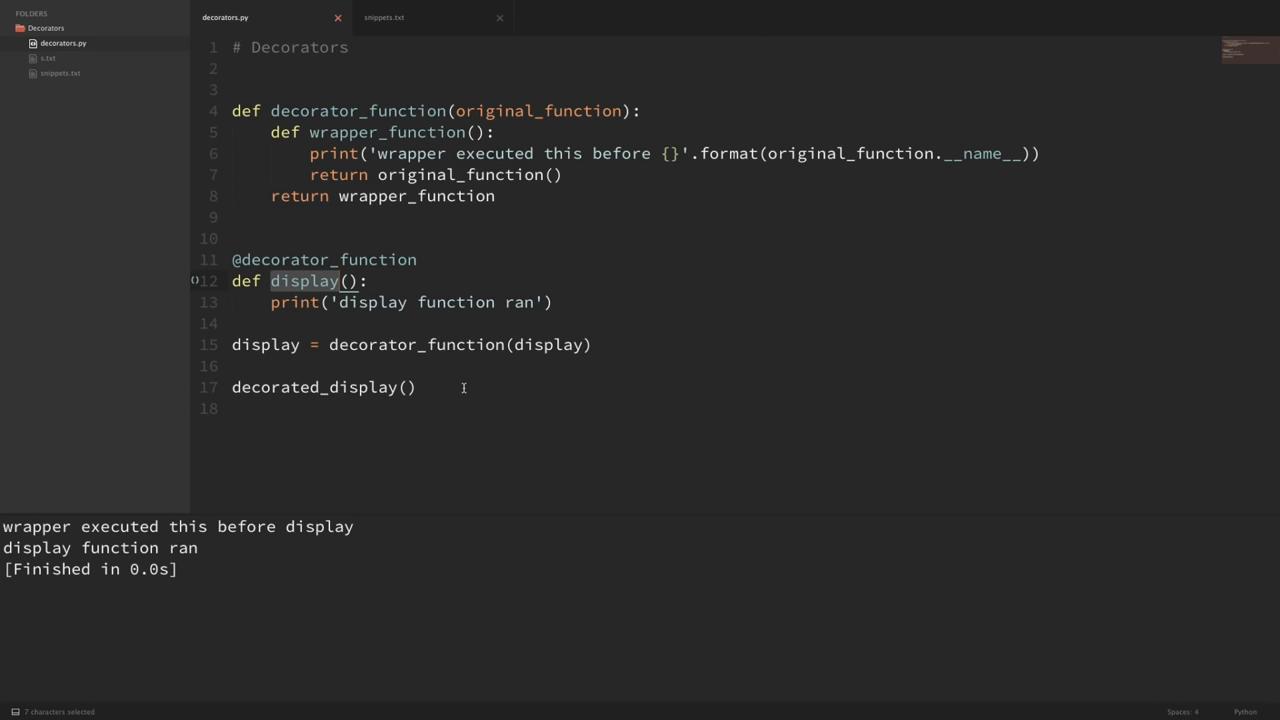 FOLDERS
Decorators
decorators.py
s.txt
snippets.txt
decorators.py
snippets.txt
1 # Decorators
2
3
4 def decorator_function(original_function):
5     def wrapper_function():
6         print('wrapper executed this before {}'.format(original_function.__name__))
7         return original_function()
8     return wrapper_function
9
10
11 @decorator_function
12 def display():
13     print('display function ran')
14
15 display = decorator_function(display)
16
17 decorated_display()
18
wrapper executed this before display
display function ran
[Finished in 0.0s]
7 characters selected
Spaces: 4
Python